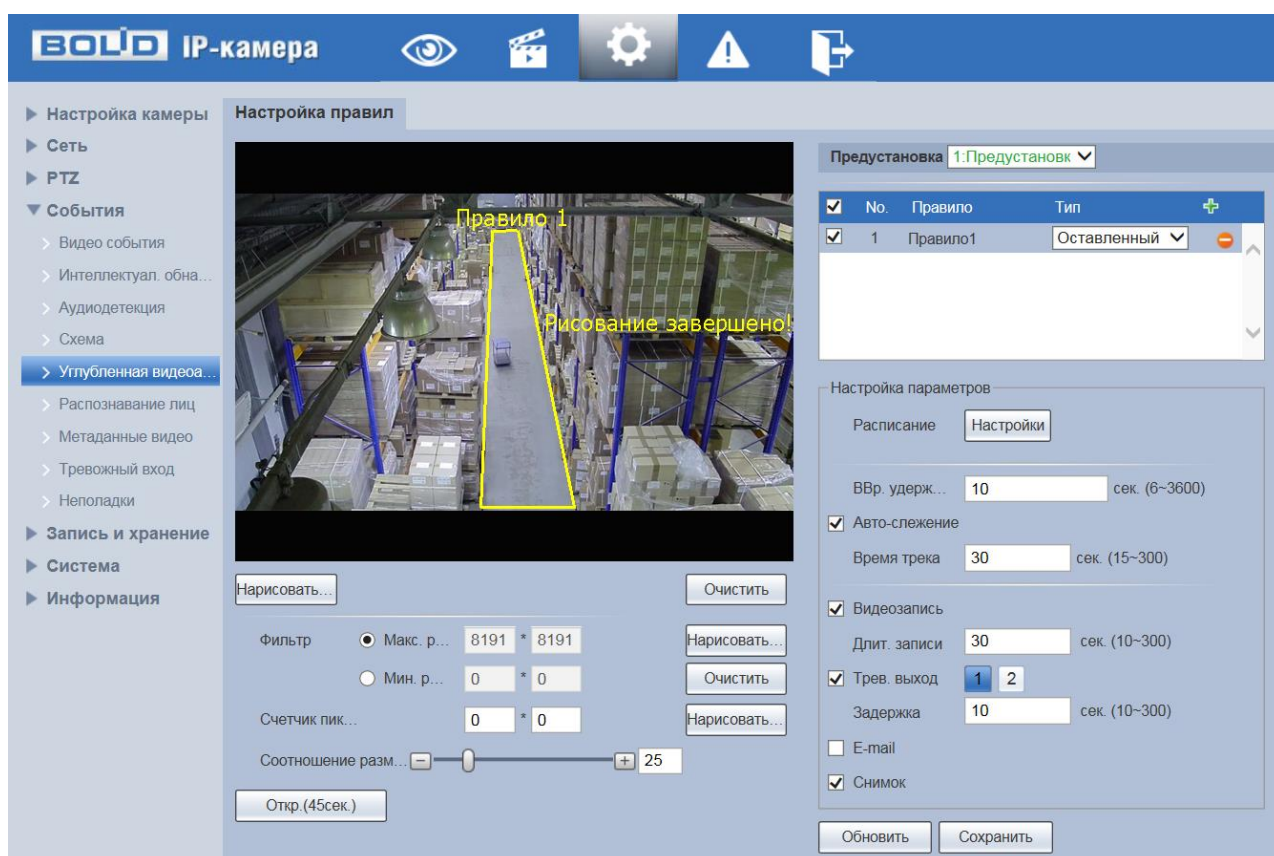 BOLID IP-камера
Настройка камеры
Сеть
PTZ
События
Видео события
Интеллектуал. обна...
Аудиодетекция
Схема
Углубленная видеоа...
Распознавание лиц
Метаданные видео
Тревожный вход
Неполадки
Запись и хранение
Система
Информация
Настройка правил
Правило 1
Рисование завершено!
Нарисовать...
Очистить
Фильтр Макс. р... 8191 * 8191 Нарисовать...
Мин. р... 0 * 0 Очистить
Счетчик пик... 0 * 0 Нарисовать...
Соотношение разм... 25
Откр.(45сек.)
Предустановка 1:Предустановк
No. Правило Тип
1 Правило1 Оставленный
Настройка параметров
Расписание Настройки
ВВр. удерж... 10 сек. (6~3600)
Авто-слежение
Время трека 30 сек. (15~300)
Видеозапись
Длит. записи 30 сек. (10~300)
Трев. выход 1 2
Задержка 10 сек. (10~300)
E-mail
Снимок
Обновить Сохранить